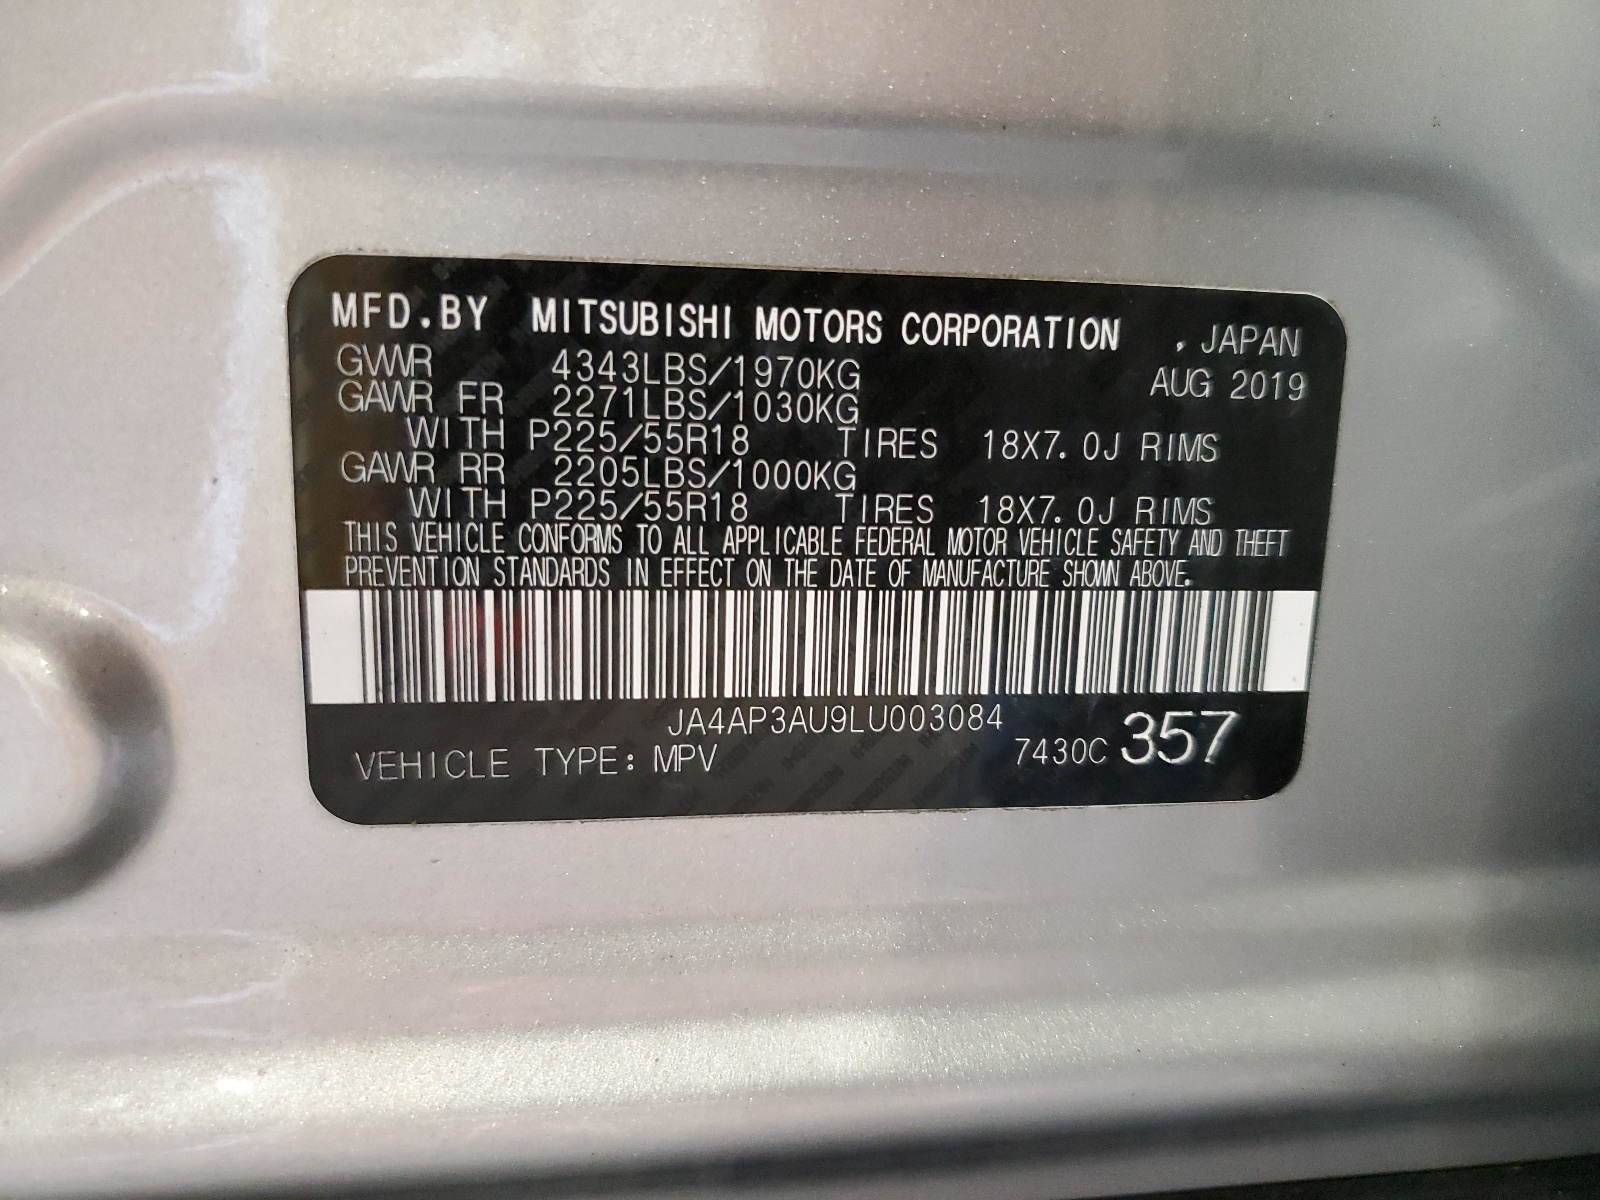 MFD.BY MITSUBISHI MOTORS CORPORATION , JAPAN
GVWR 4343LBS/1970KG AUG 2019
GAWR FR 2271LBS/1030KG
WITH P225/55R18 TIRES 18X7.0J RIMS
GAWR RR 2205LBS/1000KG
WITH P225/55R18 TIRES 18X7.0J RIMS
THIS VEHICLE CONFORMS TO ALL APPLICABLE FEDERAL MOTOR VEHICLE SAFETY AND THEFT
PREVENTION STANDARDS IN EFFECT ON THE DATE OF MANUFACTURE SHOWN ABOVE.
JA4AP3AU9LU003084
VEHICLE TYPE: MPV 7430C 357